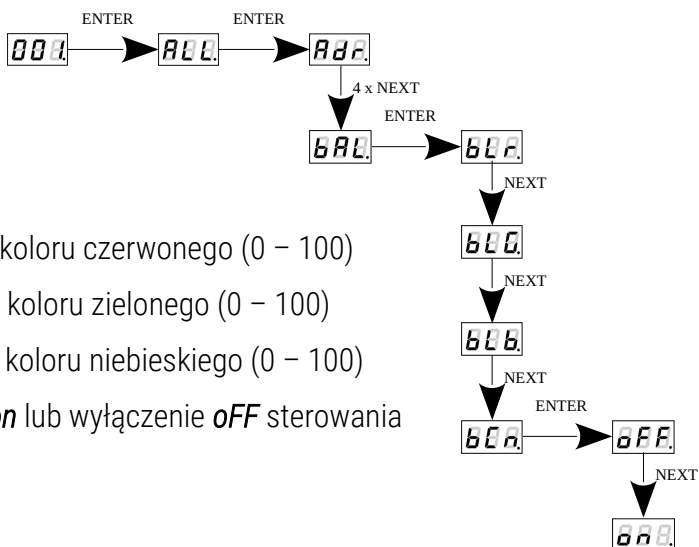 ENTER ENTER
001. ALL. Adr.
4 x NEXT
ENTER
bAL. bLr.
NEXT
bLG.
koloru czerwonego (0 – 100)
NEXT
koloru zielonego (0 – 100)
bLb.
koloru niebieskiego (0 – 100)
NEXT
ENTER
on lub wyłączenie oFF sterowania
bEn. oFF.
NEXT
on.